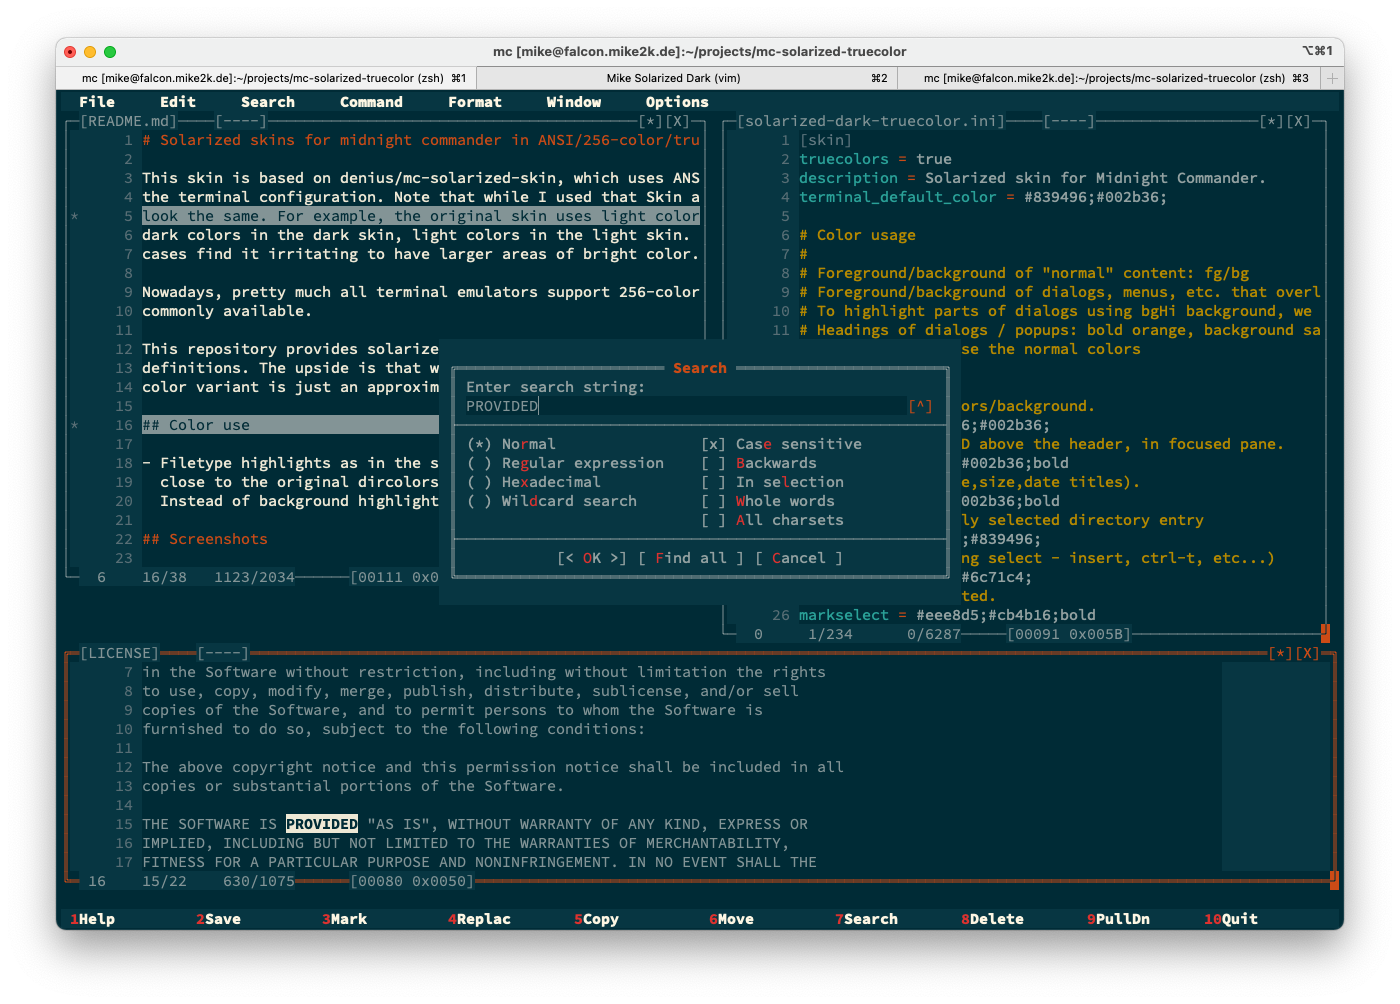 mc [mike@falcon.mike2k.de]:~/projects/mc-solarized-truecolor
⌥⌘1
mc [mike@falcon.mike2k.de]:~/projects/mc-solarized-truecolor (zsh) ⌘1
Mike Solarized Dark (vim) ⌘2
mc [mike@falcon.mike2k.de]:~/projects/mc-solarized-truecolor (zsh) ⌘3
File Edit Search Command Format Window Options
[README.md] [----] [*][X]
1 # Solarized skins for midnight commander in ANSI/256-color/tru
2
3 This skin is based on denius/mc-solarized-skin, which uses ANS
4 the terminal configuration. Note that while I used that Skin a
* 5 look the same. For example, the original skin uses light color
6 dark colors in the dark skin, light colors in the light skin.
7 cases find it irritating to have larger areas of bright color.
8
9 Nowadays, pretty much all terminal emulators support 256-color
10 commonly available.
11
12 This repository provides solarize
13 definitions. The upside is that w
14 color variant is just an approxim
15
* 16 ## Color use
17
18 - Filetype highlights as in the s
19 close to the original dircolors
20 Instead of background highlight
21
22 ## Screenshots
23
6 16/38 1123/2034 [00111 0x0
[solarized-dark-truecolor.ini] [----] [*][X]
1 [skin]
2 truecolors = true
3 description = Solarized skin for Midnight Commander.
4 terminal_default_color = #839496;#002b36;
5
6 # Color usage
7 #
8 # Foreground/background of "normal" content: fg/bg
9 # Foreground/background of dialogs, menus, etc. that overl
10 # To highlight parts of dialogs using bgHi background, we
11 # Headings of dialogs / popups: bold orange, background sa
se the normal colors
ors/background.
6;#002b36;
D above the header, in focused pane.
#002b36;bold
e,size,date titles).
002b36;bold
ly selected directory entry
;#839496;
ng select - insert, ctrl-t, etc...)
#6c71c4;
ted.
26 markselect = #eee8d5;#cb4b16;bold
0 1/234 0/6287 [00091 0x005B]
Search
Enter search string:
PROVIDED [^]
(*) Normal [x] Case sensitive
( ) Regular expression [ ] Backwards
( ) Hexadecimal [ ] In selection
( ) Wildcard search [ ] Whole words
[ ] All charsets
[< OK >] [ Find all ] [ Cancel ]
[LICENSE] [----] [*][X]
7 in the Software without restriction, including without limitation the rights
8 to use, copy, modify, merge, publish, distribute, sublicense, and/or sell
9 copies of the Software, and to permit persons to whom the Software is
10 furnished to do so, subject to the following conditions:
11
12 The above copyright notice and this permission notice shall be included in all
13 copies or substantial portions of the Software.
14
15 THE SOFTWARE IS PROVIDED "AS IS", WITHOUT WARRANTY OF ANY KIND, EXPRESS OR
16 IMPLIED, INCLUDING BUT NOT LIMITED TO THE WARRANTIES OF MERCHANTABILITY,
17 FITNESS FOR A PARTICULAR PURPOSE AND NONINFRINGEMENT. IN NO EVENT SHALL THE
16 15/22 630/1075 [00080 0x0050]
1Help 2Save 3Mark 4Replac 5Copy 6Move 7Search 8Delete 9PullDn 10Quit